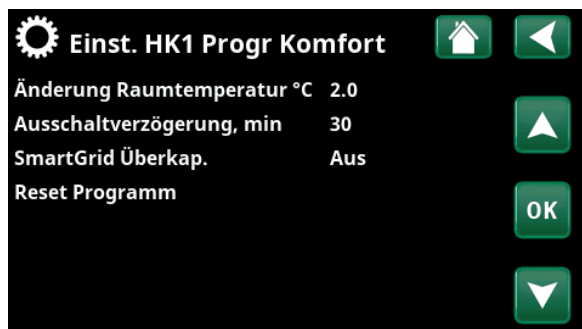 Einst. HK1 Progr Komfort
Änderung Raumtemperatur °C 2.0
Ausschaltverzögerung, min 30
SmartGrid Überkap. Aus
Reset Programm
OK